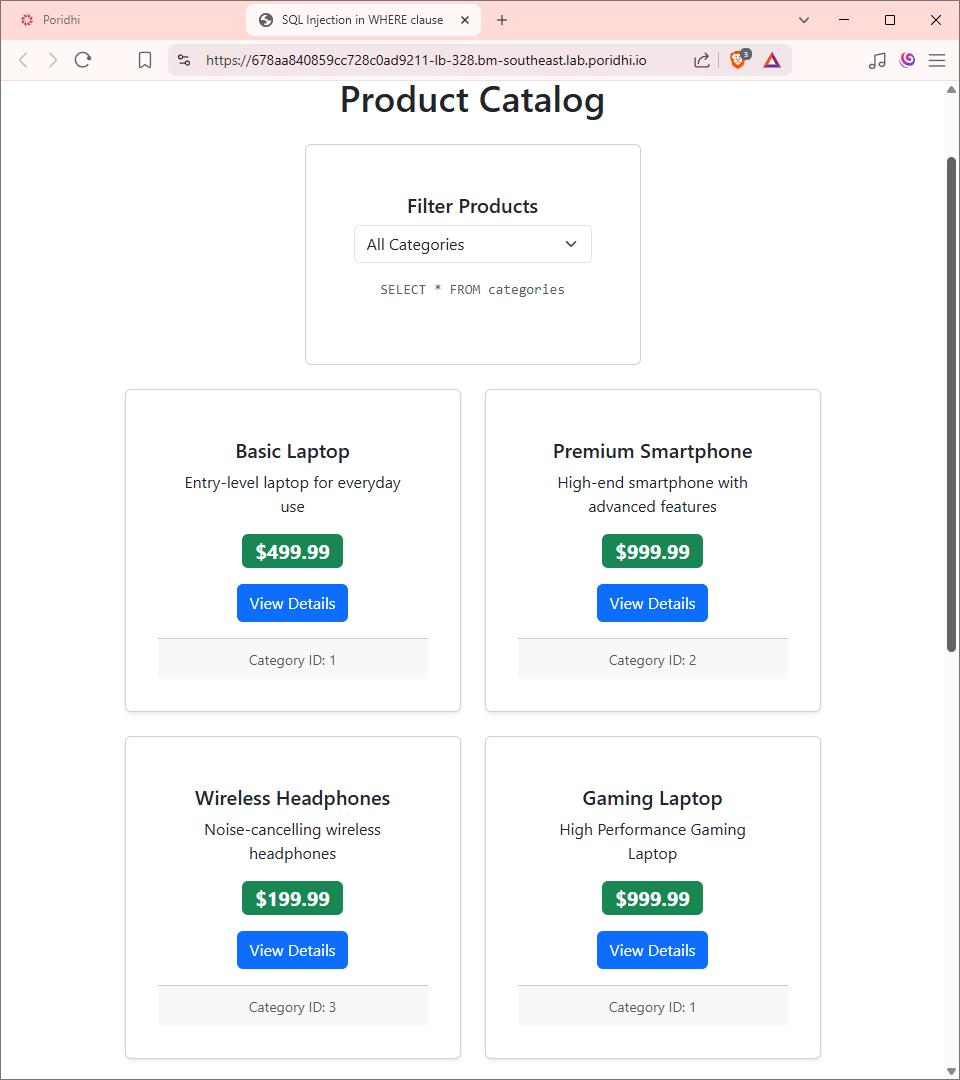 Poridhi
SQL Injection in WHERE clause
https://678aa840859cc728c0ad9211-lb-328.bm-southeast.lab.poridhi.io
3
Product Catalog
Filter Products
All Categories
SELECT * FROM categories
Basic Laptop
Entry-level laptop for everyday
use
$499.99
View Details
Category ID: 1
Premium Smartphone
High-end smartphone with
advanced features
$999.99
View Details
Category ID: 2
Wireless Headphones
Noise-cancelling wireless
headphones
$199.99
View Details
Category ID: 3
Gaming Laptop
High Performance Gaming
Laptop
$999.99
View Details
Category ID: 1